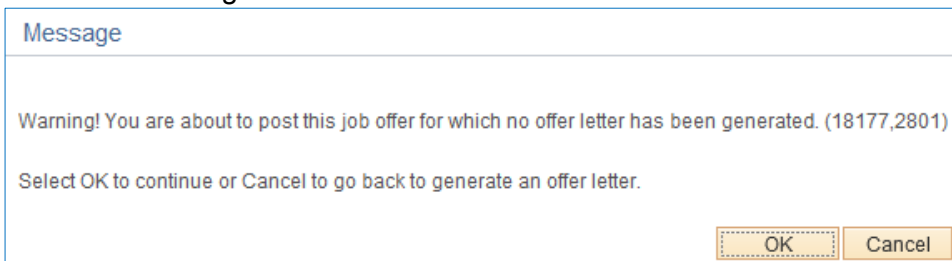 Message
Warning! You are about to post this job offer for which no offer letter has been generated. (18177,2801)
Select OK to continue or Cancel to go back to generate an offer letter.
OK Cancel